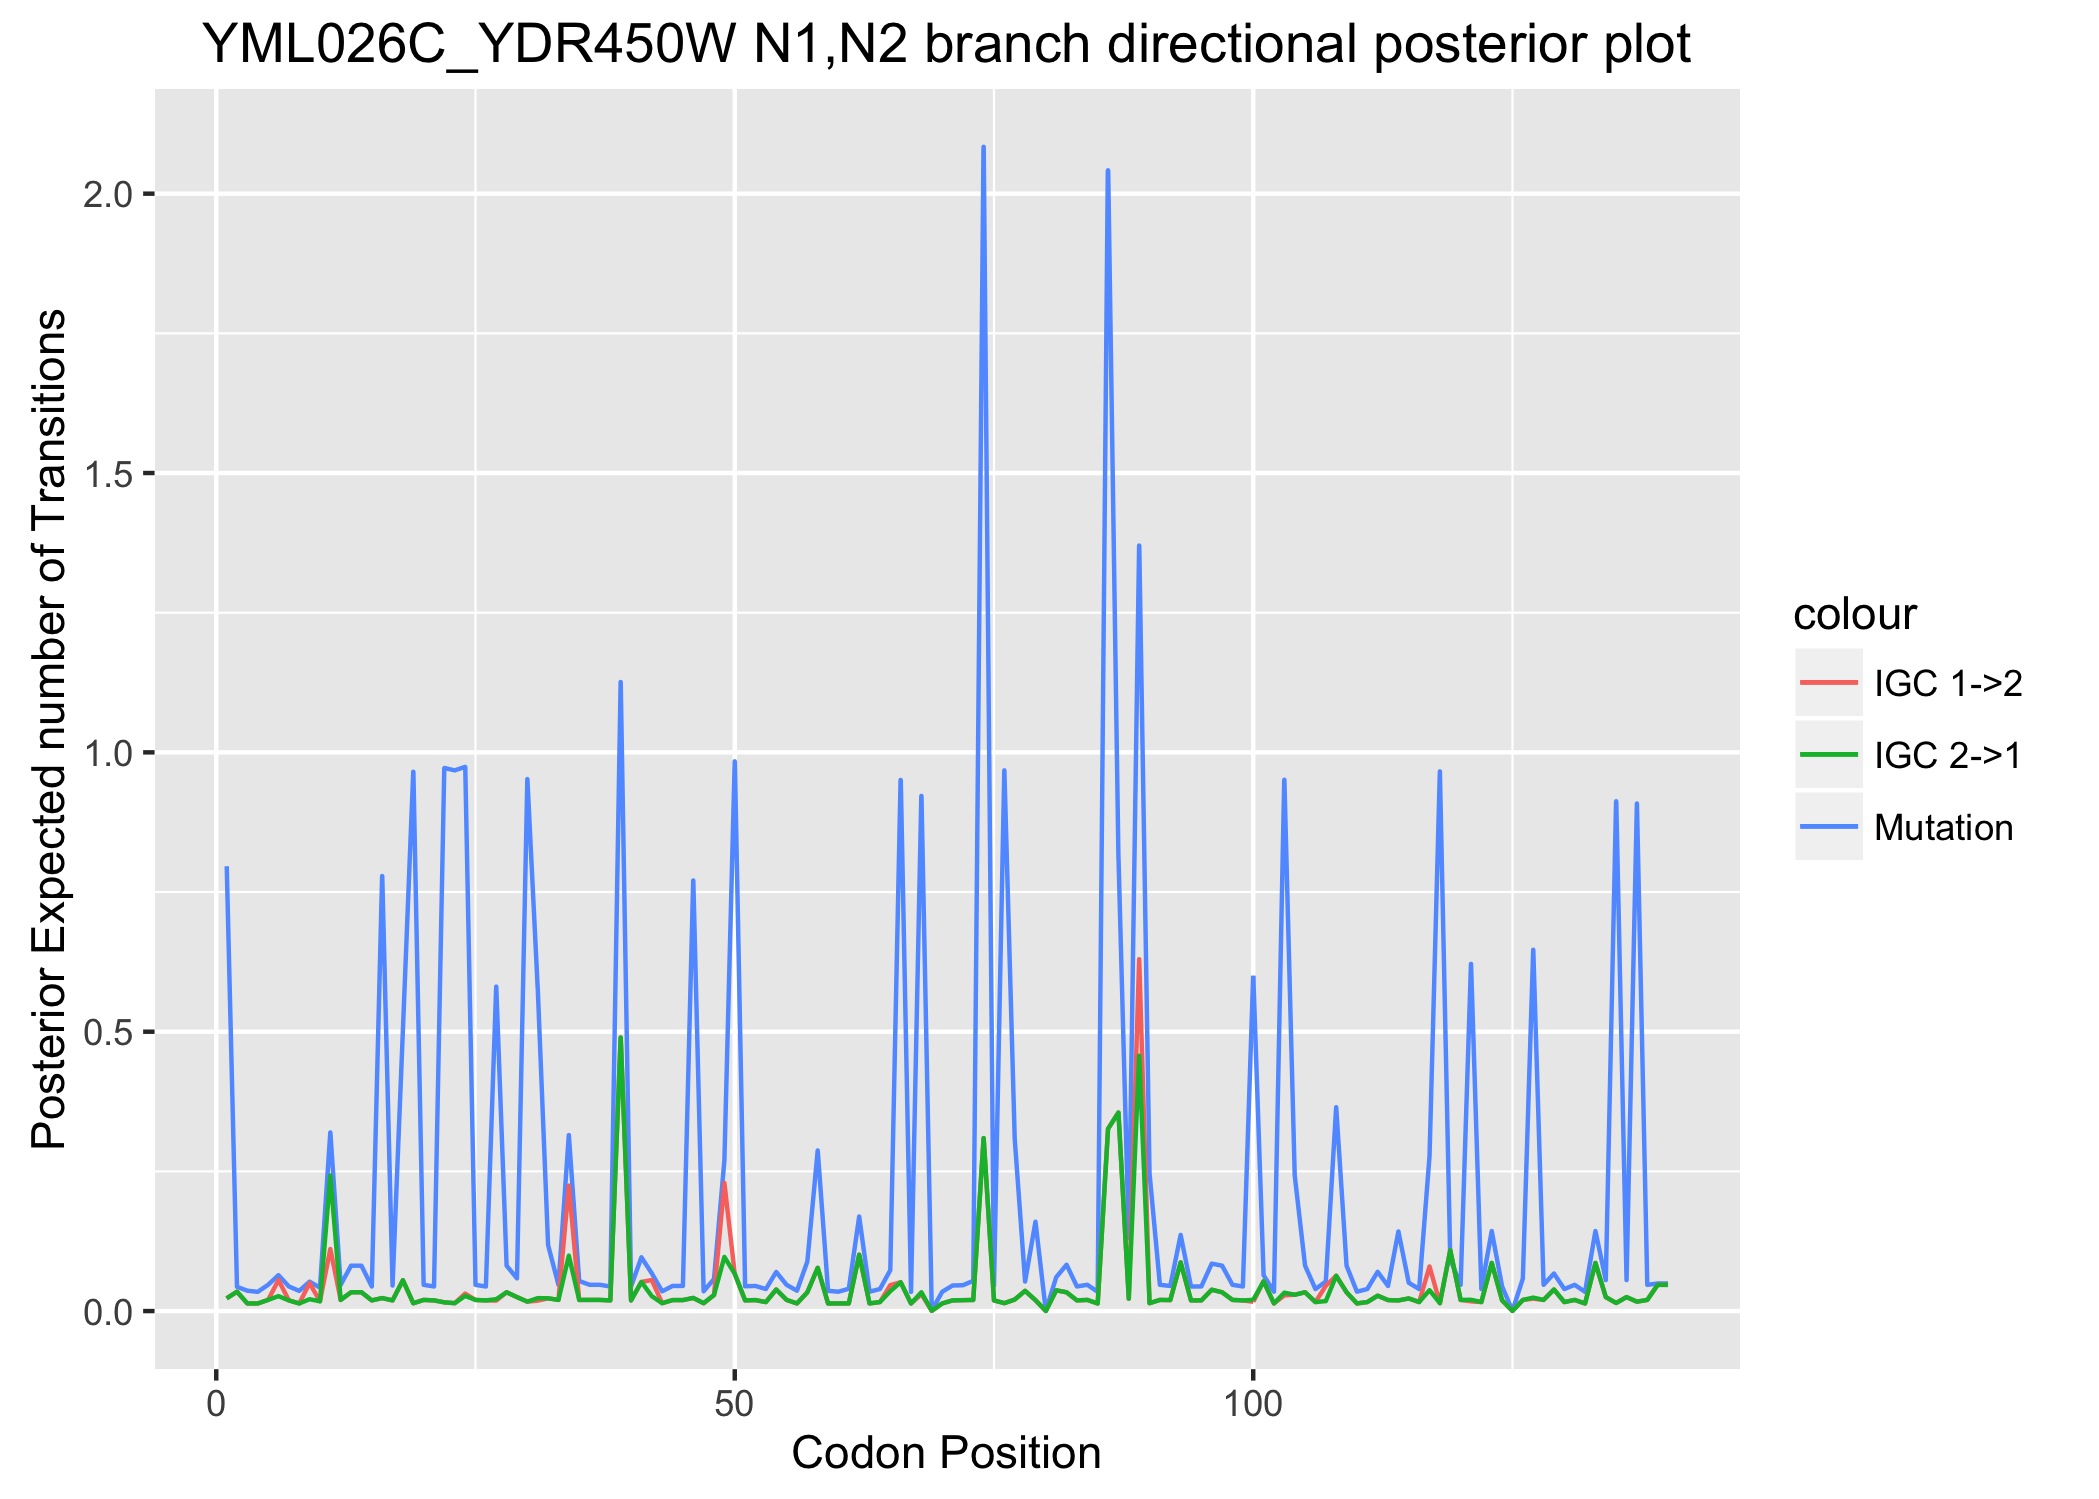 YML026C_YDR450W N1,N2 branch directional posterior plot
Posterior Expected number of Transitions
2.0
1.5
1.0
0.5
0.0
0
50
100
Codon Position
colour
IGC 1->2
IGC 2->1
Mutation